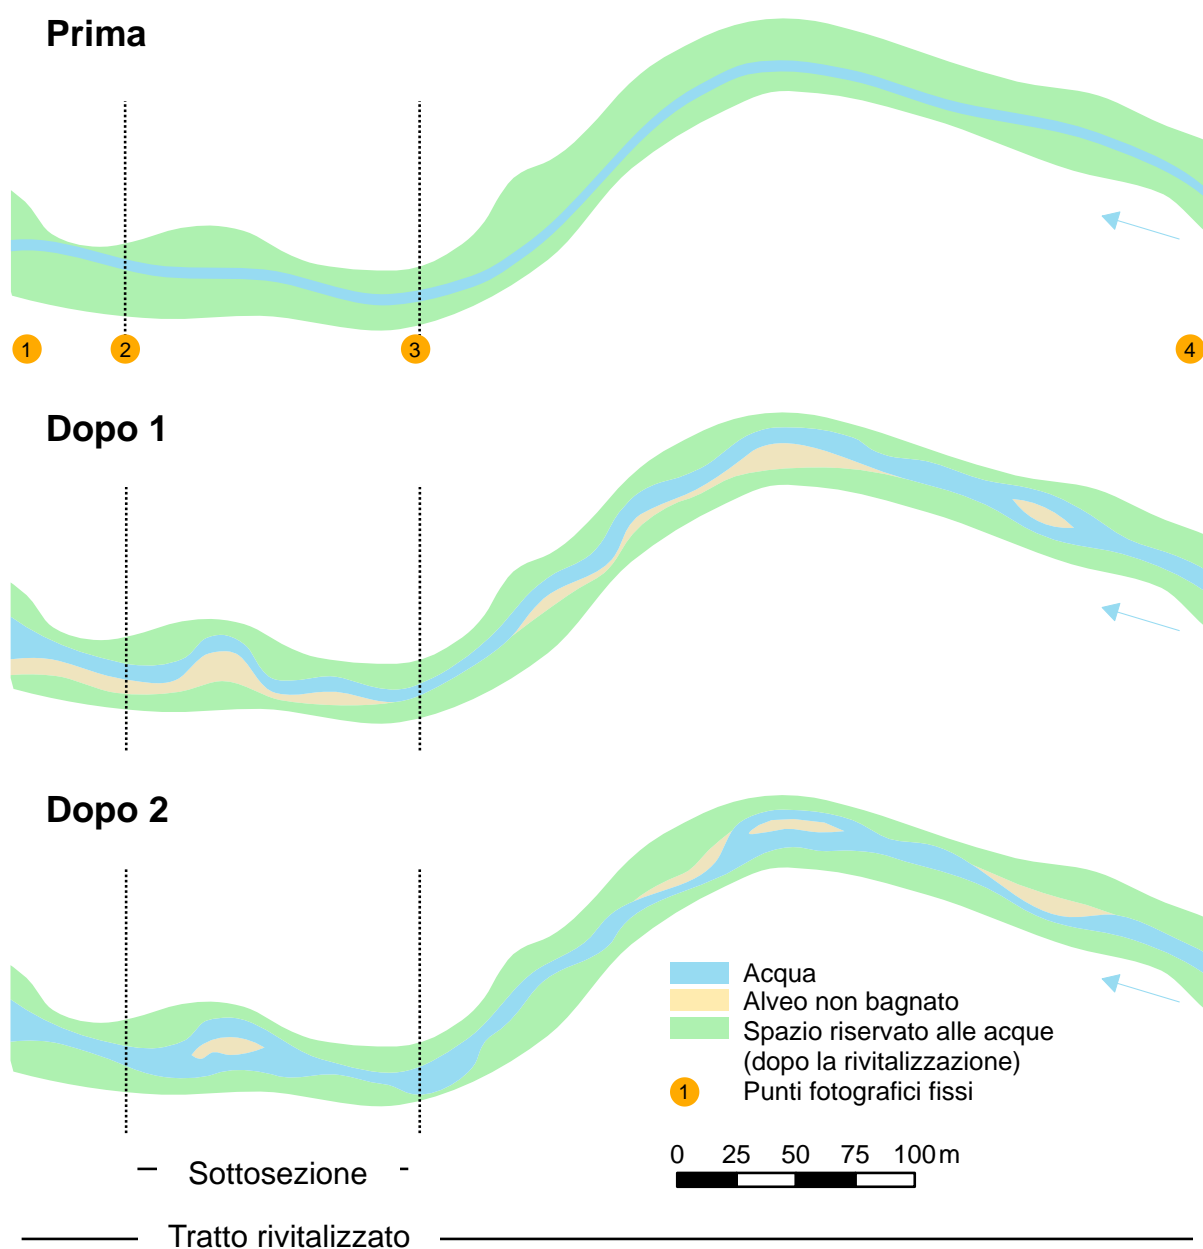 Prima
1 2 3 4
Dopo 1
Dopo 2
Acqua
Alveo non bagnato
Spazio riservato alle acque
(dopo la rivitalizzazione)
1 Punti fotografici fissi
0 25 50 75 100 m
Sottosezione
Tratto rivitalizzato